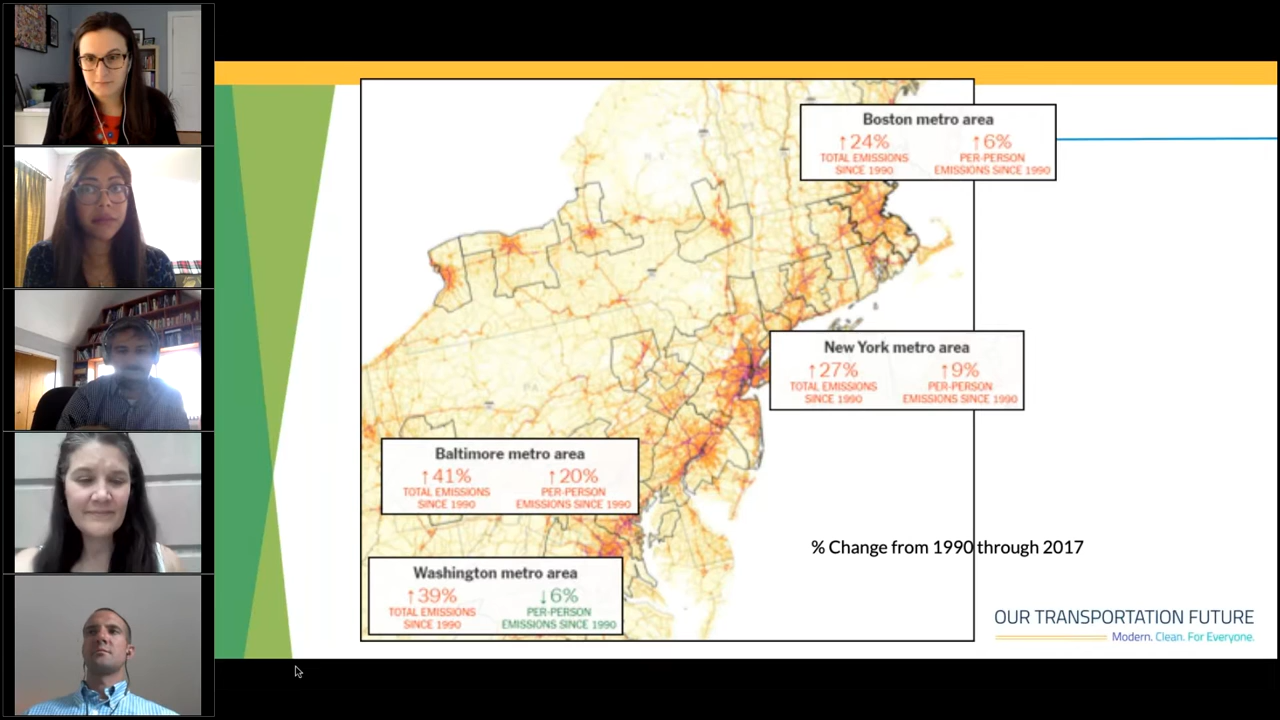 Boston metro area
↑24% ↑6%
TOTAL EMISSIONS PER-PERSON
SINCE 1990 EMISSIONS SINCE 1990
N.Y.
New York metro area
↑27% ↑9%
TOTAL EMISSIONS PER-PERSON
SINCE 1990 EMISSIONS SINCE 1990
PA
Baltimore metro area
↑41% ↑20%
TOTAL EMISSIONS PER-PERSON
SINCE 1990 EMISSIONS SINCE 1990
% Change from 1990 through 2017
Washington metro area
↑39% ↓6%
TOTAL EMISSIONS PER-PERSON
SINCE 1990 EMISSIONS SINCE 1990
OUR TRANSPORTATION FUTURE
Modern. Clean. For Everyone.